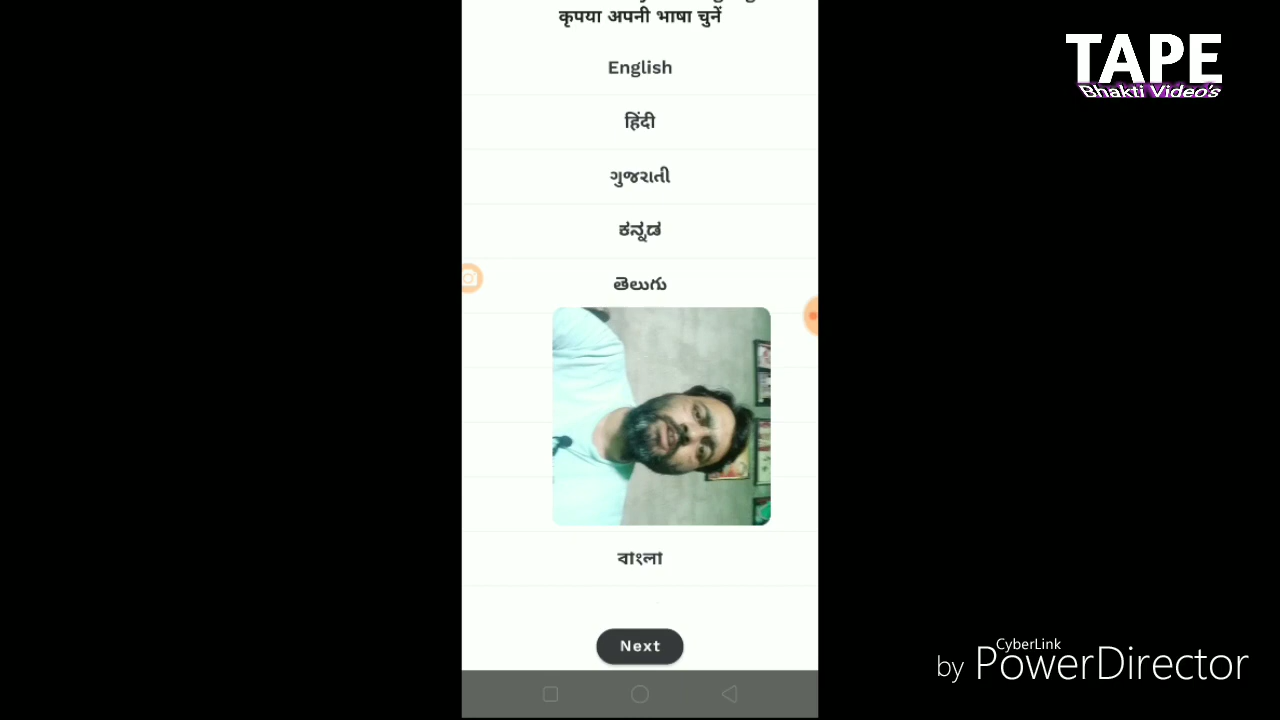 कृपया अपनी भाषा चुनें
English
हिंदी
ગુજરાતી
ಕನ್ನಡ
తెలుగు
বাংলা
Next
TAPE
Bhakti Video's
CyberLink
by PowerDirector